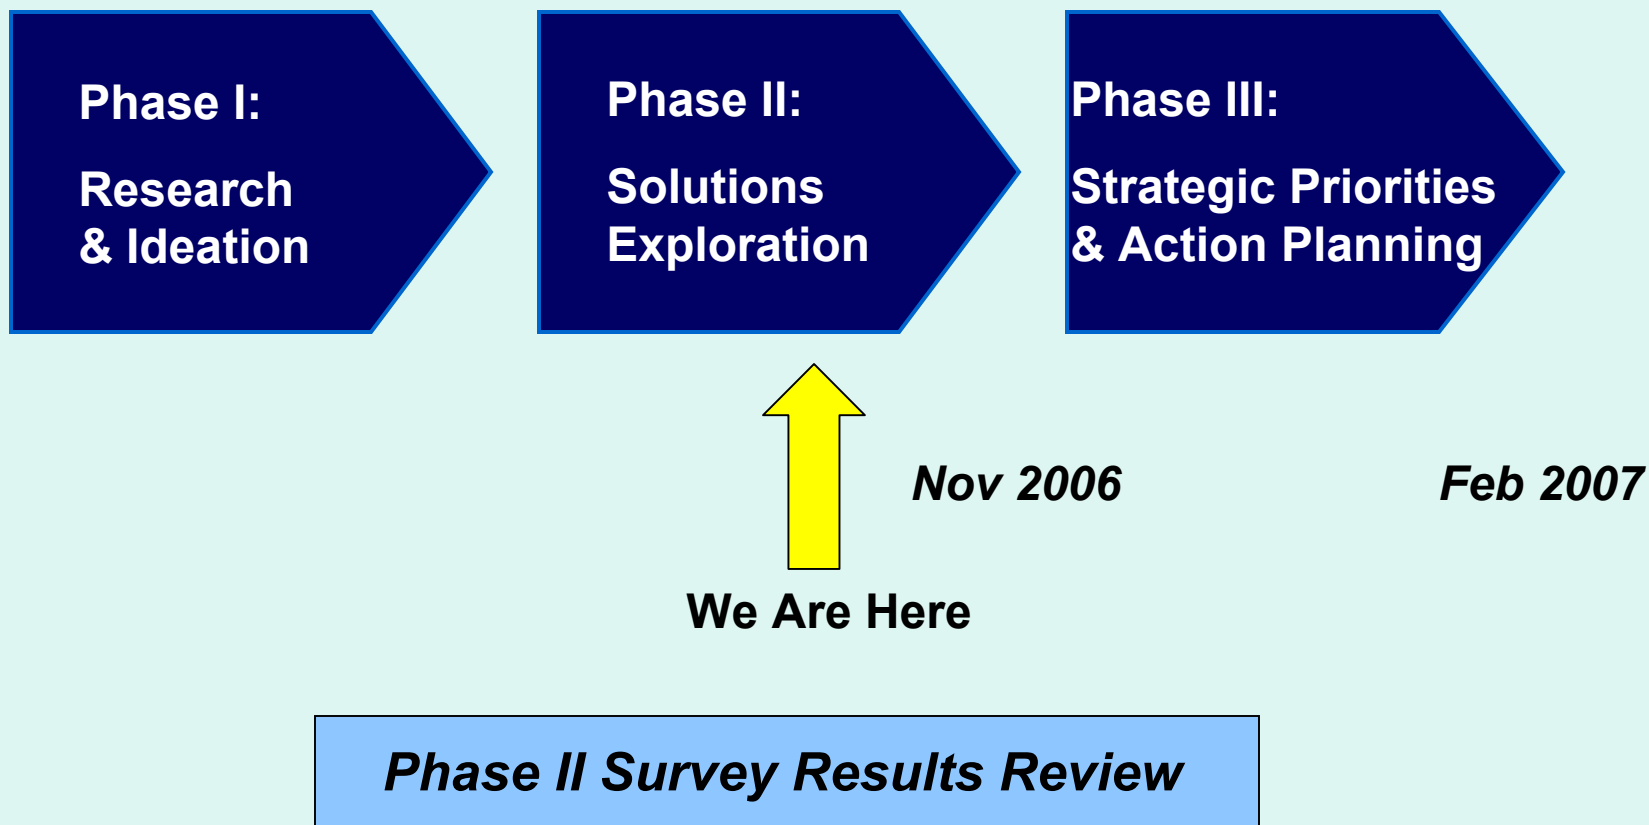 Phase I:
Research
& Ideation
Phase II:
Solutions
Exploration
Phase III:
Strategic Priorities
& Action Planning
Nov 2006
Feb 2007
We Are Here
Phase II Survey Results Review